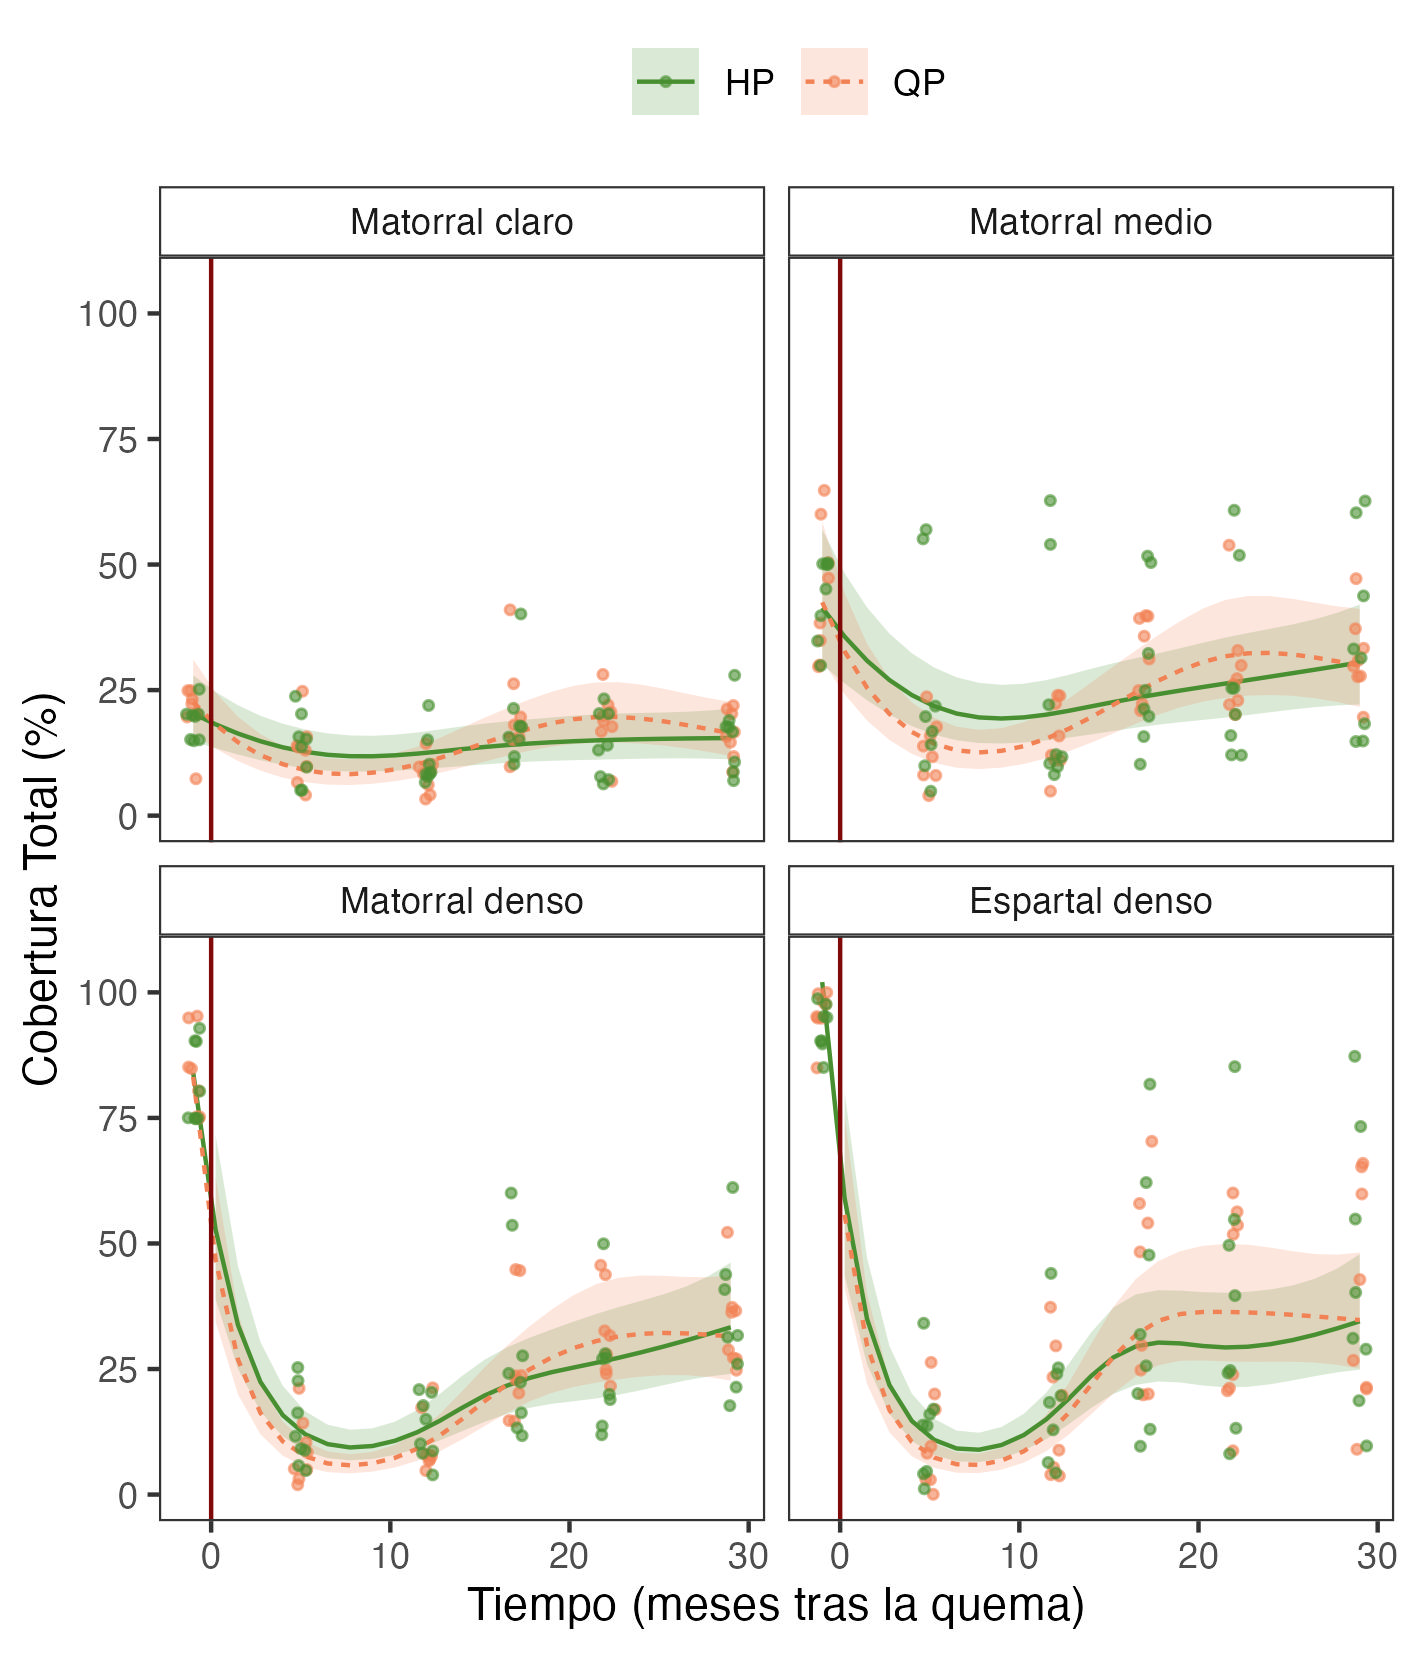 HP QP
Matorral claro
Matorral medio
100
75
50
25
0
Matorral denso
Espartal denso
100
75
50
25
0
0 10 20 30
0 10 20 30
Cobertura Total (%)
Tiempo (meses tras la quema)